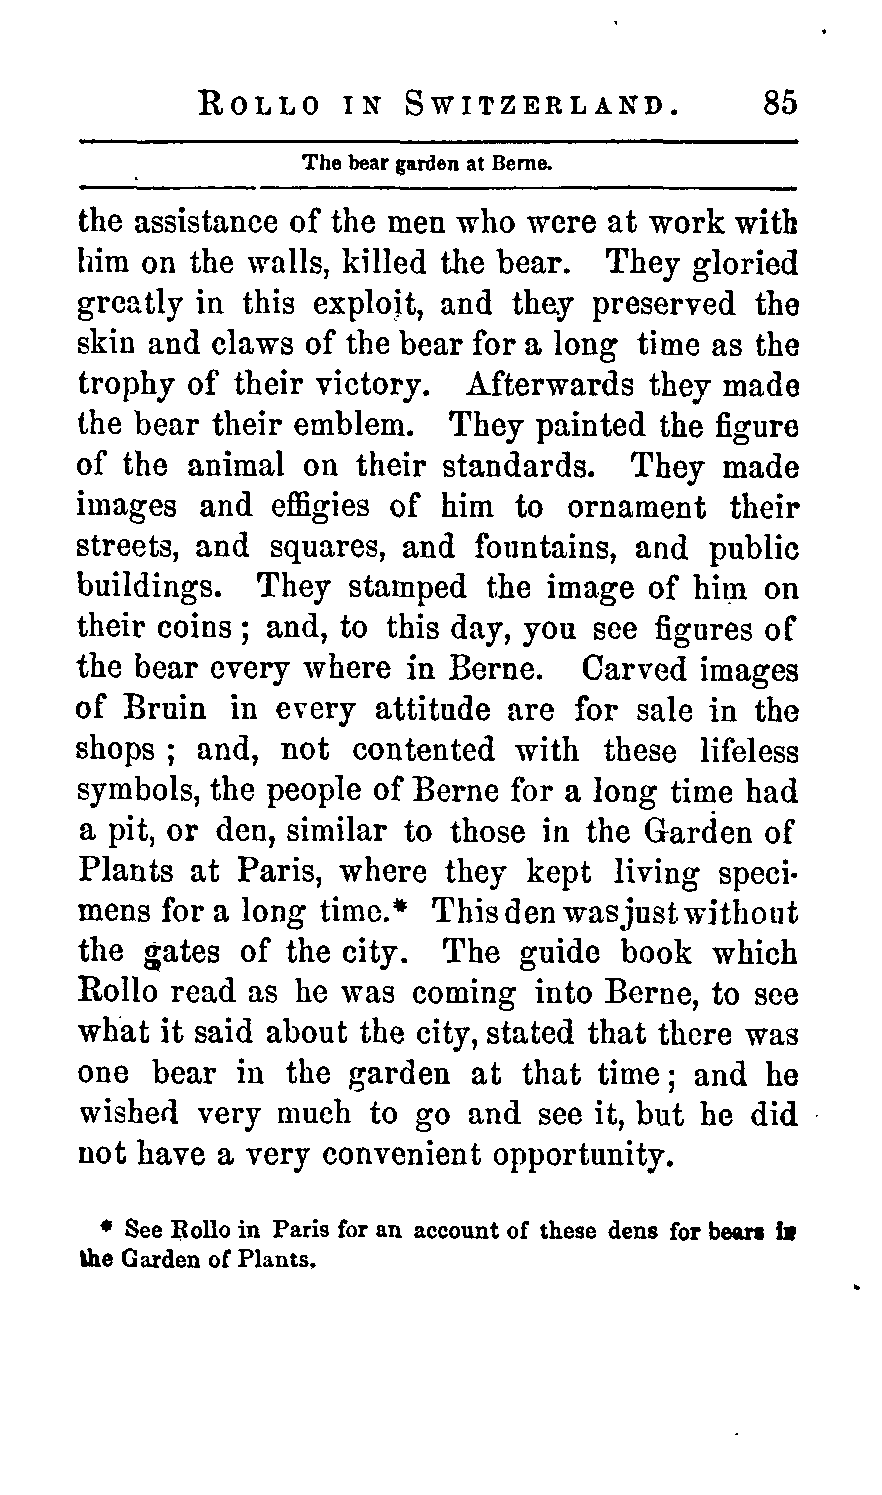 ROLLO IN SWITZERLAND. 85
The bear garden at Berne.
the assistance of the men who were at work with
him on the walls, killed the bear. They gloried
greatly in this exploit, and they preserved the
skin and claws of the bear for a long time as the
trophy of their victory. Afterwards they made
the bear their emblem. They painted the figure
of the animal on their standards. They made
images and effigies of him to ornament their
streets, and squares, and fountains, and public
buildings. They stamped the image of him on
their coins ; and, to this day, you see figures of
the bear every where in Berne. Carved images
of Bruin in every attitude are for sale in the
shops ; and, not contented with these lifeless
symbols, the people of Berne for a long time had
a pit, or den, similar to those in the Garden of
Plants at Paris, where they kept living speci-
mens for a long time.* This den was just without
the gates of the city. The guide book which
Rollo read as he was coming into Berne, to see
what it said about the city, stated that there was
one bear in the garden at that time ; and he
wished very much to go and see it, but he did
not have a very convenient opportunity.
* See Rollo in Paris for an account of these dens for bears in
the Garden of Plants.